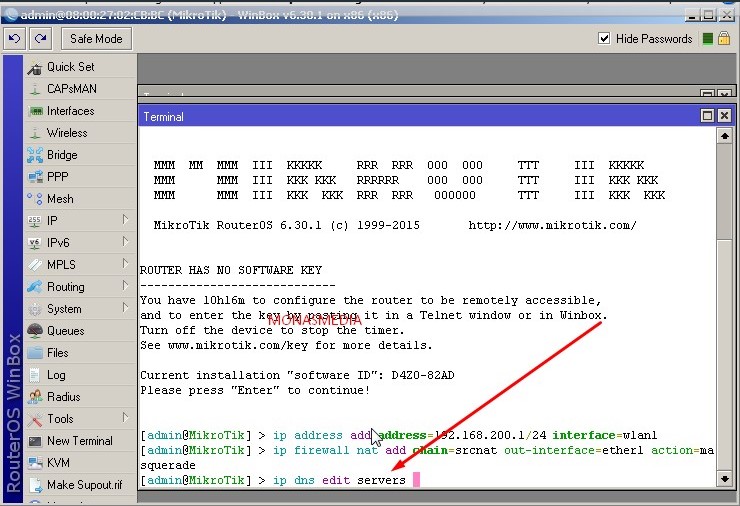 admin@08:00:27:02:CB:BC (MikroTik) - WinBox v6.30.1 on x86 (x86)
Safe Mode
Hide Passwords
Quick Set
CAPsMAN
Interfaces
Wireless
Bridge
PPP
Mesh
IP
IPv6
MPLS
Routing
System
Queues
Files
Log
Radius
Tools
New Terminal
KVM
Make Supout.rif
RouterOS WinBox
Terminal
MMM MM MMM III KKKKK RRR RRR OOO OOO TTT III KKKKK
MMM MMM III KKK KKK RRRRRR OOO OOO TTT III KKK KKK
MMM MMM III KKK KKK RRR RRR OOOOOO TTT III KKK KKK
MikroTik RouterOS 6.30.1 (c) 1999-2015 http://www.mikrotik.com/
ROUTER HAS NO SOFTWARE KEY
----------------------------
You have 10h16m to configure the router to be remotely accessible,
and to enter the key by pasting it in a Telnet window or in Winbox.
MONASMEDIA
Turn off the device to stop the timer.
See www.mikrotik.com/key for more details.
Current installation "software ID": D4Z0-82AD
Please press "Enter" to continue!
[admin@MikroTik] > ip address add address=192.168.200.1/24 interface=wlan1
[admin@MikroTik] > ip firewall nat add chain=srcnat out-interface=ether1 action=ma
squerade
[admin@MikroTik] > ip dns edit servers